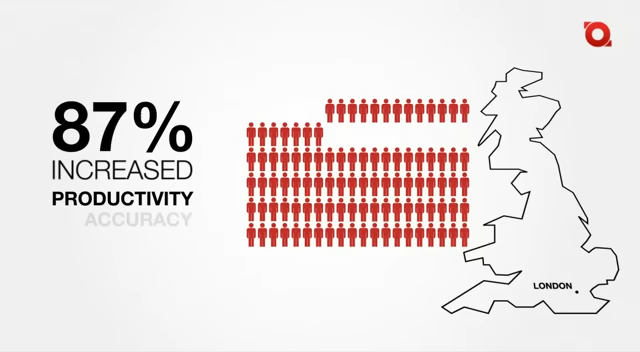 87%
INCREASED
PRODUCTIVITY
ACCURACY
LONDON